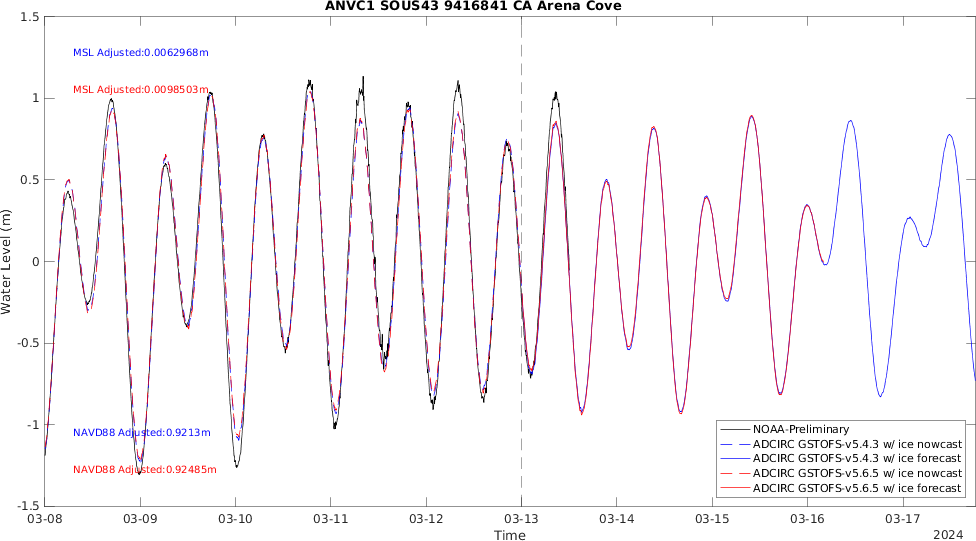 ANVC1 SOUS43 9416841 CA Arena Cove
1.5
1
0.5
0
-0.5
-1
-1.5
Water Level (m)
MSL Adjusted:0.0062968m
MSL Adjusted:0.0098503m
NAVD88 Adjusted:0.9213m
NAVD88 Adjusted:0.92485m
NOAA-Preliminary
ADCIRC GSTOFS-v5.4.3 w/ ice nowcast
ADCIRC GSTOFS-v5.4.3 w/ ice forecast
ADCIRC GSTOFS-v5.6.5 w/ ice nowcast
ADCIRC GSTOFS-v5.6.5 w/ ice forecast
03-08 03-09 03-10 03-11 03-12 03-13 03-14 03-15 03-16 03-17
Time
2024